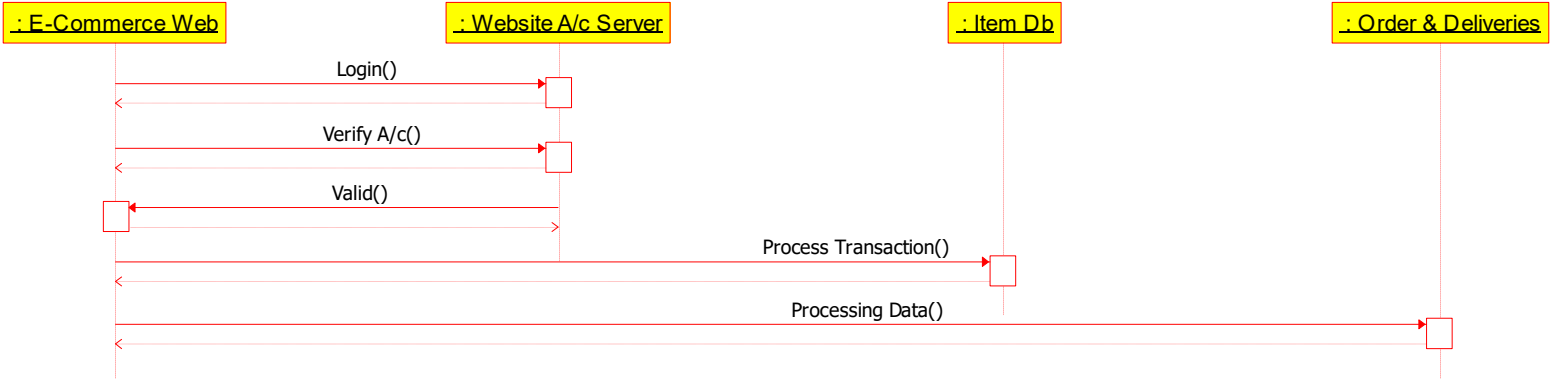 : E-Commerce Web
: Website A/c Server
: Item Db
: Order & Deliveries
Login()
Verify A/c()
Valid()
Process Transaction()
Processing Data()